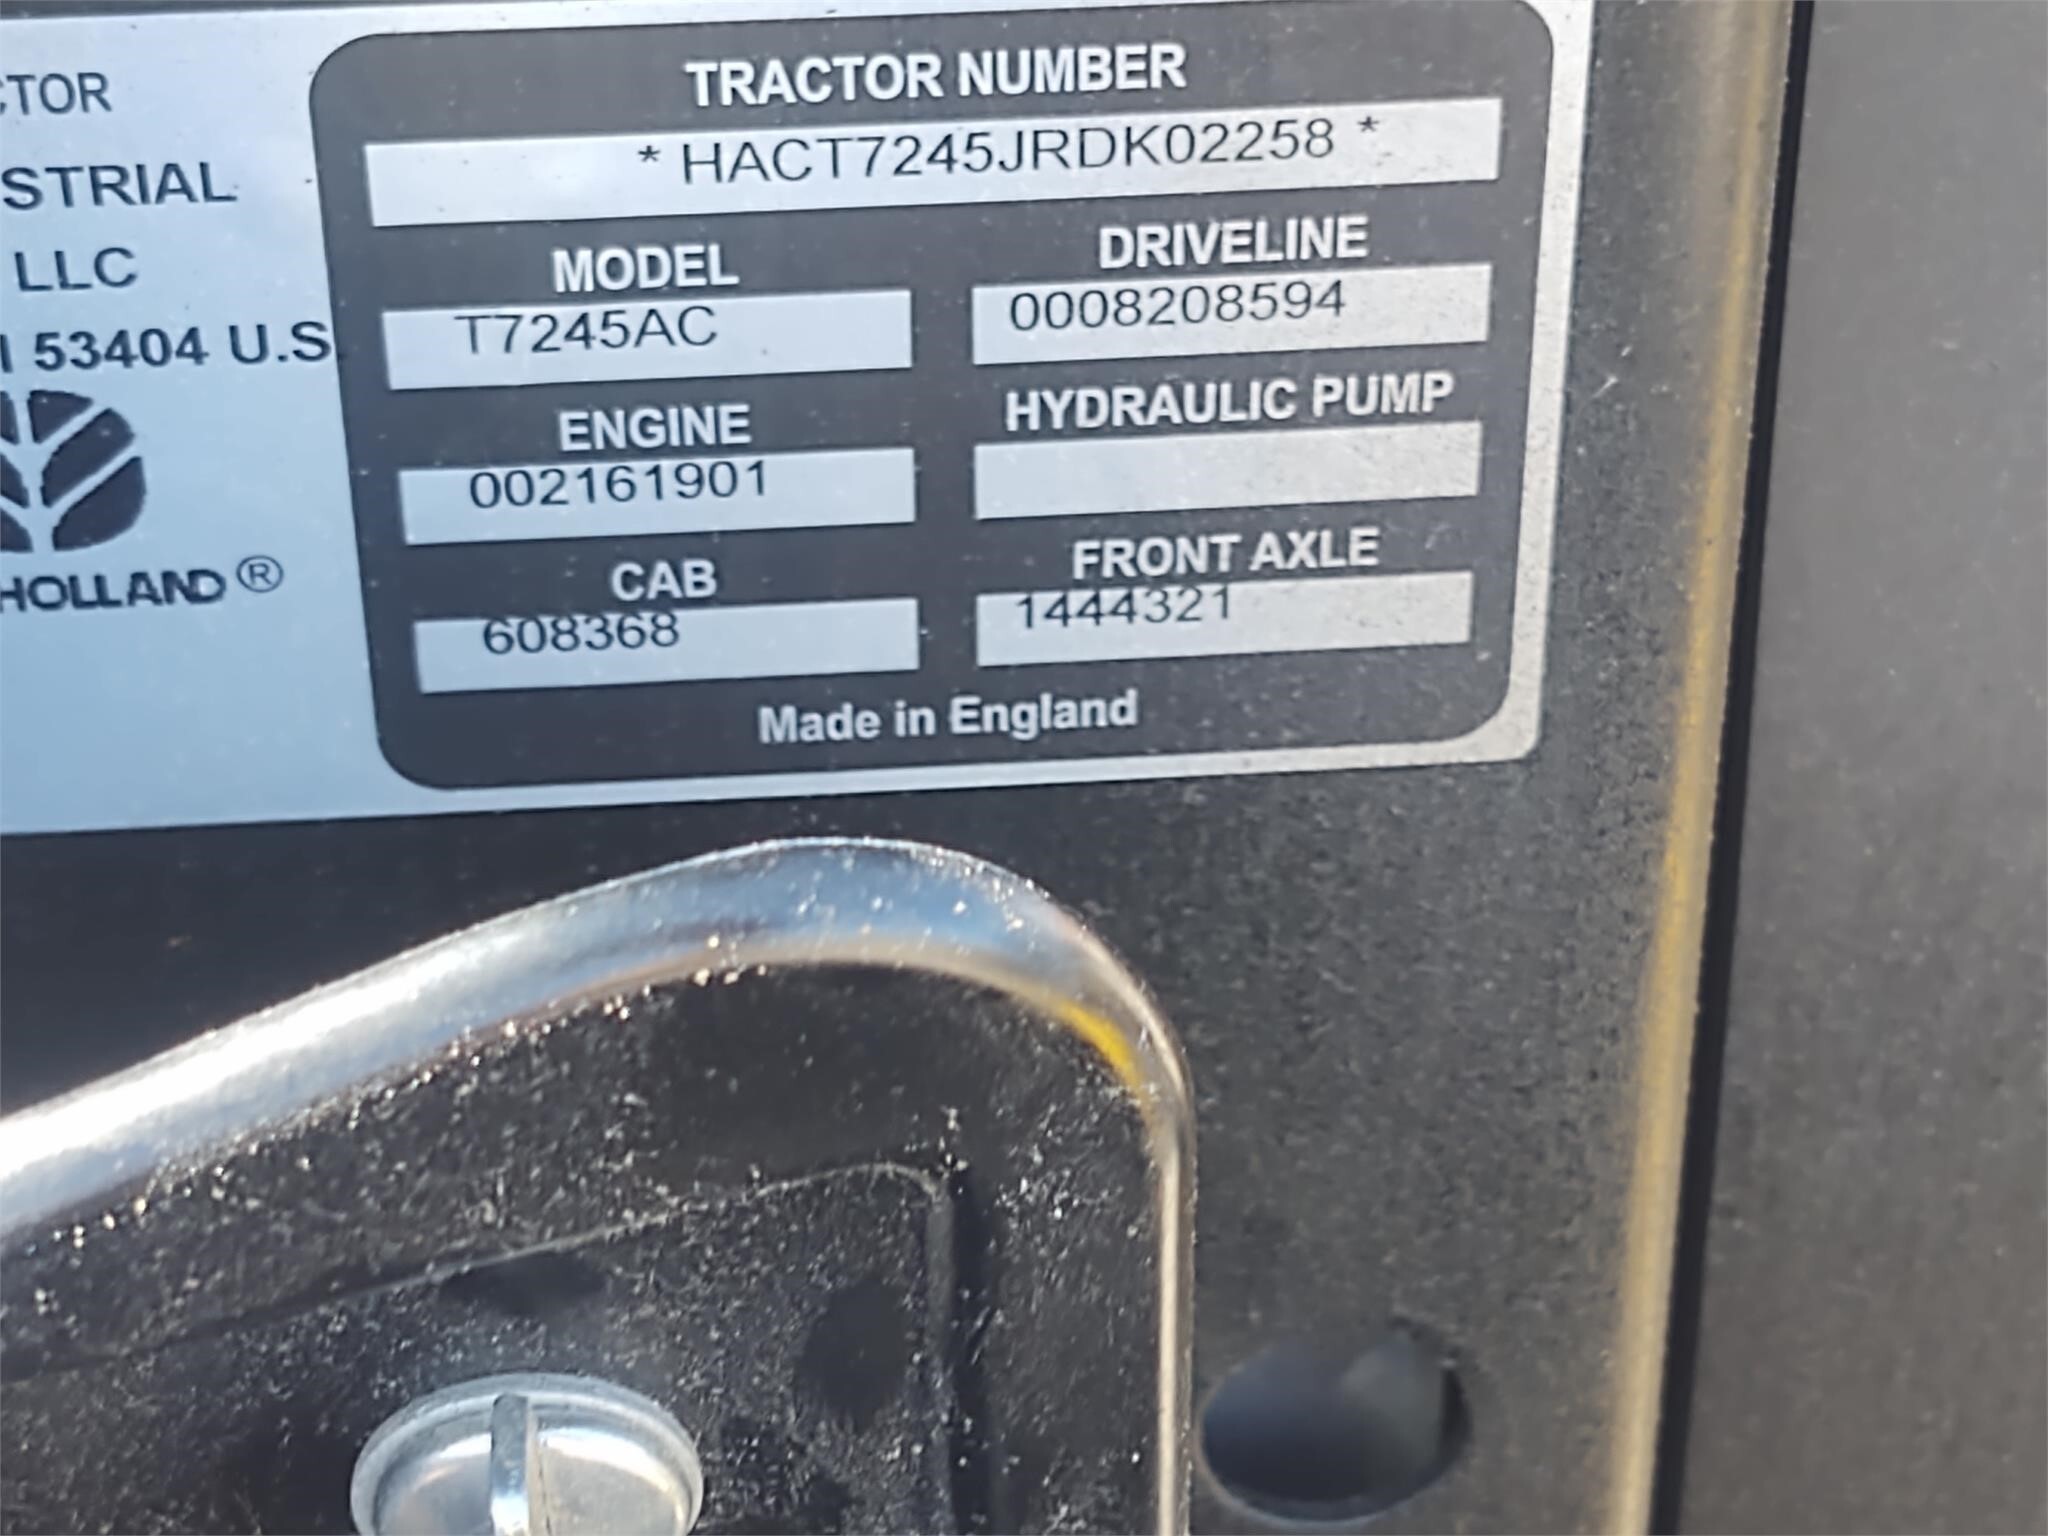 CTOR
STRIAL
LLC
I 53404 U.S
HOLLAND®
TRACTOR NUMBER
* HACT7245JRDK02258 *
MODEL
T7245AC
DRIVELINE
0008208594
ENGINE
002161901
HYDRAULIC PUMP
CAB
608368
FRONT AXLE
1444321
Made in England